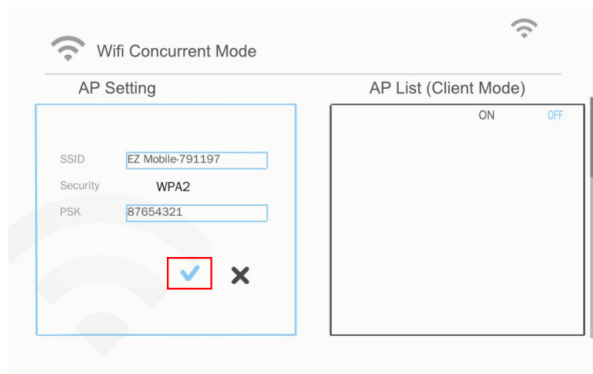 Wifi Concurrent Mode
AP Setting
SSID EZ Mobile-791197
Security WPA2
PSK 87654321
AP List (Client Mode)
ON OFF